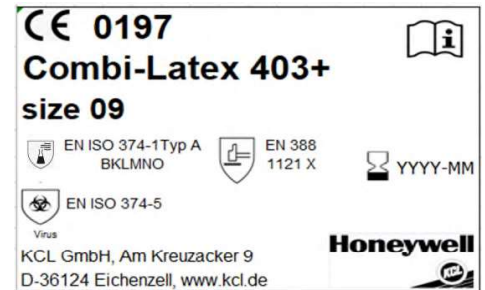 CE 0197
Combi-Latex 403+
size 09
EN ISO 374-1Typ A
BKLMNO
EN 388
1121 X
YYYY-MM
EN ISO 374-5
Virus
KCL GmbH, Am Kreuzacker 9
D-36124 Eichenzell, www.kcl.de
Honeywell
KCL